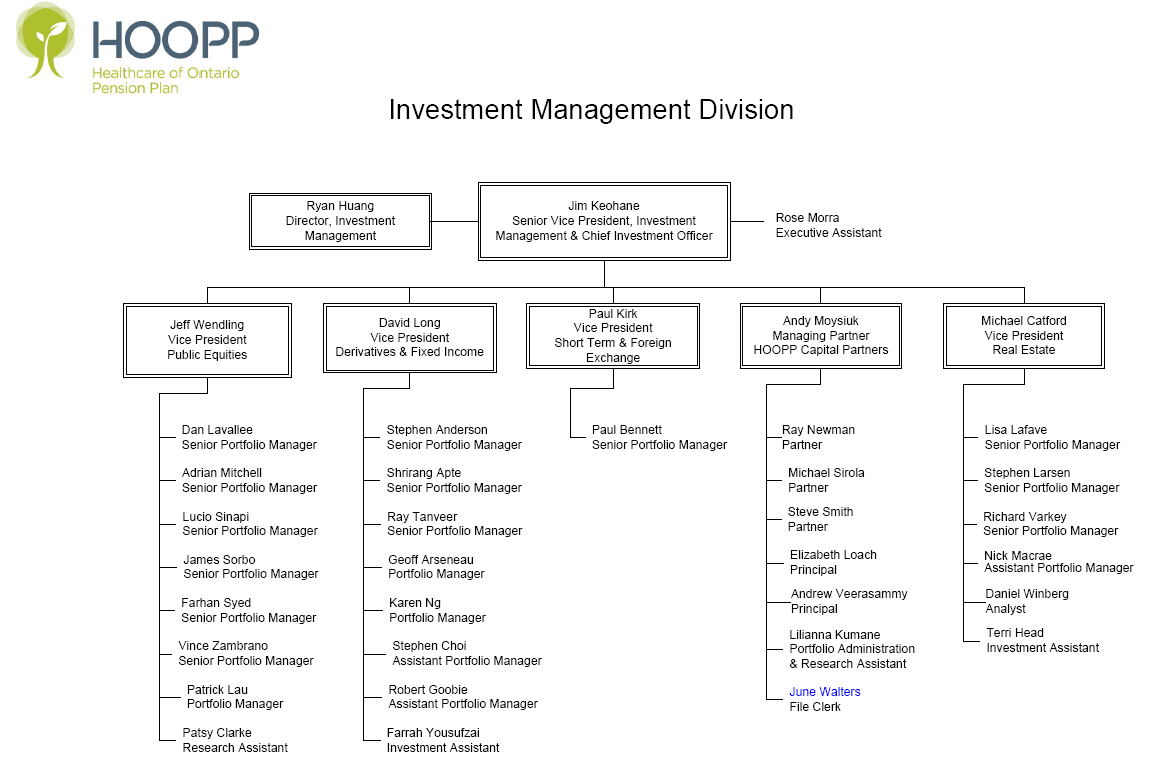 HOOPP
Healthcare of Ontario
Pension Plan
Investment Management Division
Ryan Huang
Director, Investment
Management
Jim Keohane
Senior Vice President, Investment
Management & Chief Investment Officer
Rose Morra
Executive Assistant
Jeff Wendling
Vice President
Public Equities
David Long
Vice President
Derivatives & Fixed Income
Paul Kirk
Vice President
Short Term & Foreign
Exchange
Andy Moysiuk
Managing Partner
HOOPP Capital Partners
Michael Catford
Vice President
Real Estate
Dan Lavallee
Senior Portfolio Manager
Adrian Mitchell
Senior Portfolio Manager
Lucio Sinapi
Senior Portfolio Manager
James Sorbo
Senior Portfolio Manager
Farhan Syed
Senior Portfolio Manager
Vince Zambrano
Senior Portfolio Manager
Patrick Lau
Portfolio Manager
Patsy Clarke
Research Assistant
Stephen Anderson
Senior Portfolio Manager
Shrirang Apte
Senior Portfolio Manager
Ray Tanveer
Senior Portfolio Manager
Geoff Arseneau
Portfolio Manager
Karen Ng
Portfolio Manager
Stephen Choi
Assistant Portfolio Manager
Robert Goobie
Assistant Portfolio Manager
Farrah Yousufzai
Investment Assistant
Paul Bennett
Senior Portfolio Manager
Ray Newman
Partner
Michael Sirola
Partner
Steve Smith
Partner
Elizabeth Loach
Principal
Andrew Veerasammy
Principal
Lilianna Kumane
Portfolio Administration
& Research Assistant
June Walters
File Clerk
Lisa Lafave
Senior Portfolio Manager
Stephen Larsen
Senior Portfolio Manager
Richard Varkey
Senior Portfolio Manager
Nick Macrae
Assistant Portfolio Manager
Daniel Winberg
Analyst
Terri Head
Investment Assistant